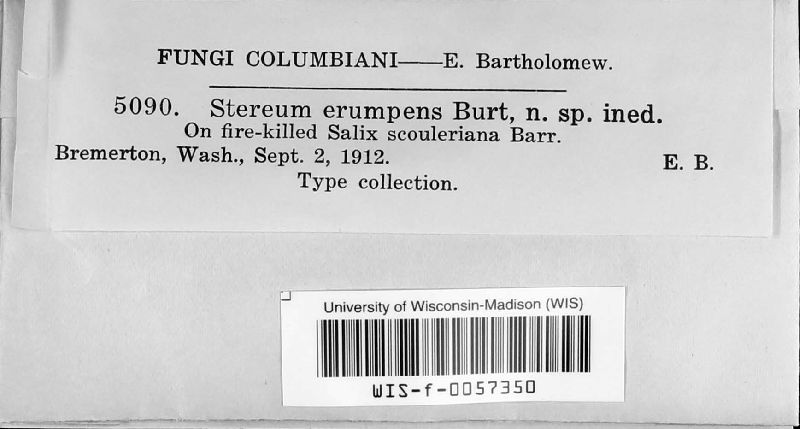 FUNGI COLUMBIANI——E. Bartholomew.
5090. Stereum erumpens Burt, n. sp. ined.
On fire-killed Salix scouleriana Barr.
Bremerton, Wash., Sept. 2, 1912. E. B.
Type collection.
University of Wisconsin-Madison (WIS)
WIS-f-0057350